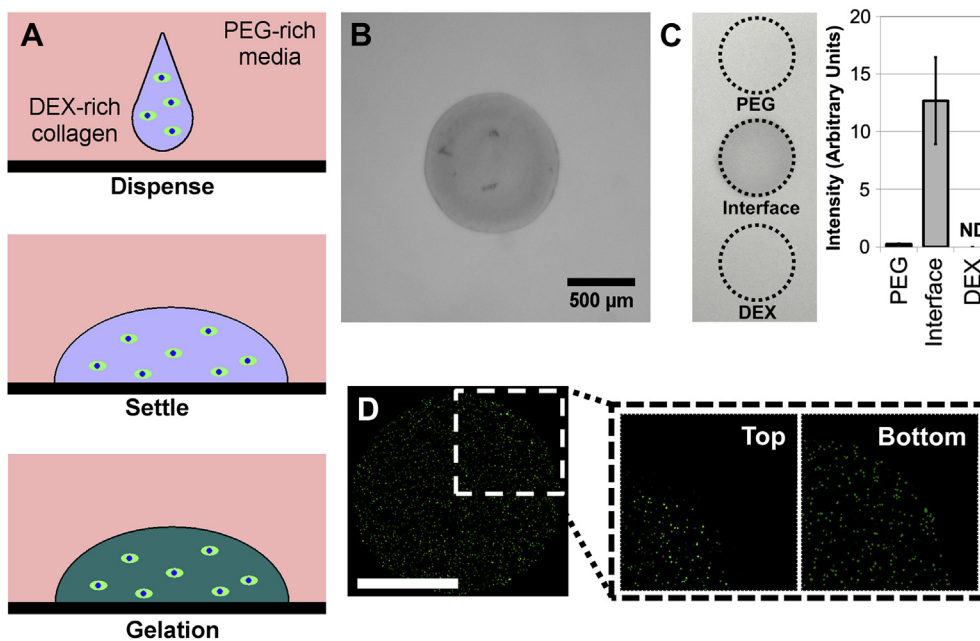 A
PEG-rich
media
DEX-rich
collagen
Dispense
Settle
Gelation
B
500 µm
C
PEG
Interface
DEX
Intensity (Arbitrary Units)
20
15
10
5
0
ND
PEG
Interface
DEX
D
Top
Bottom